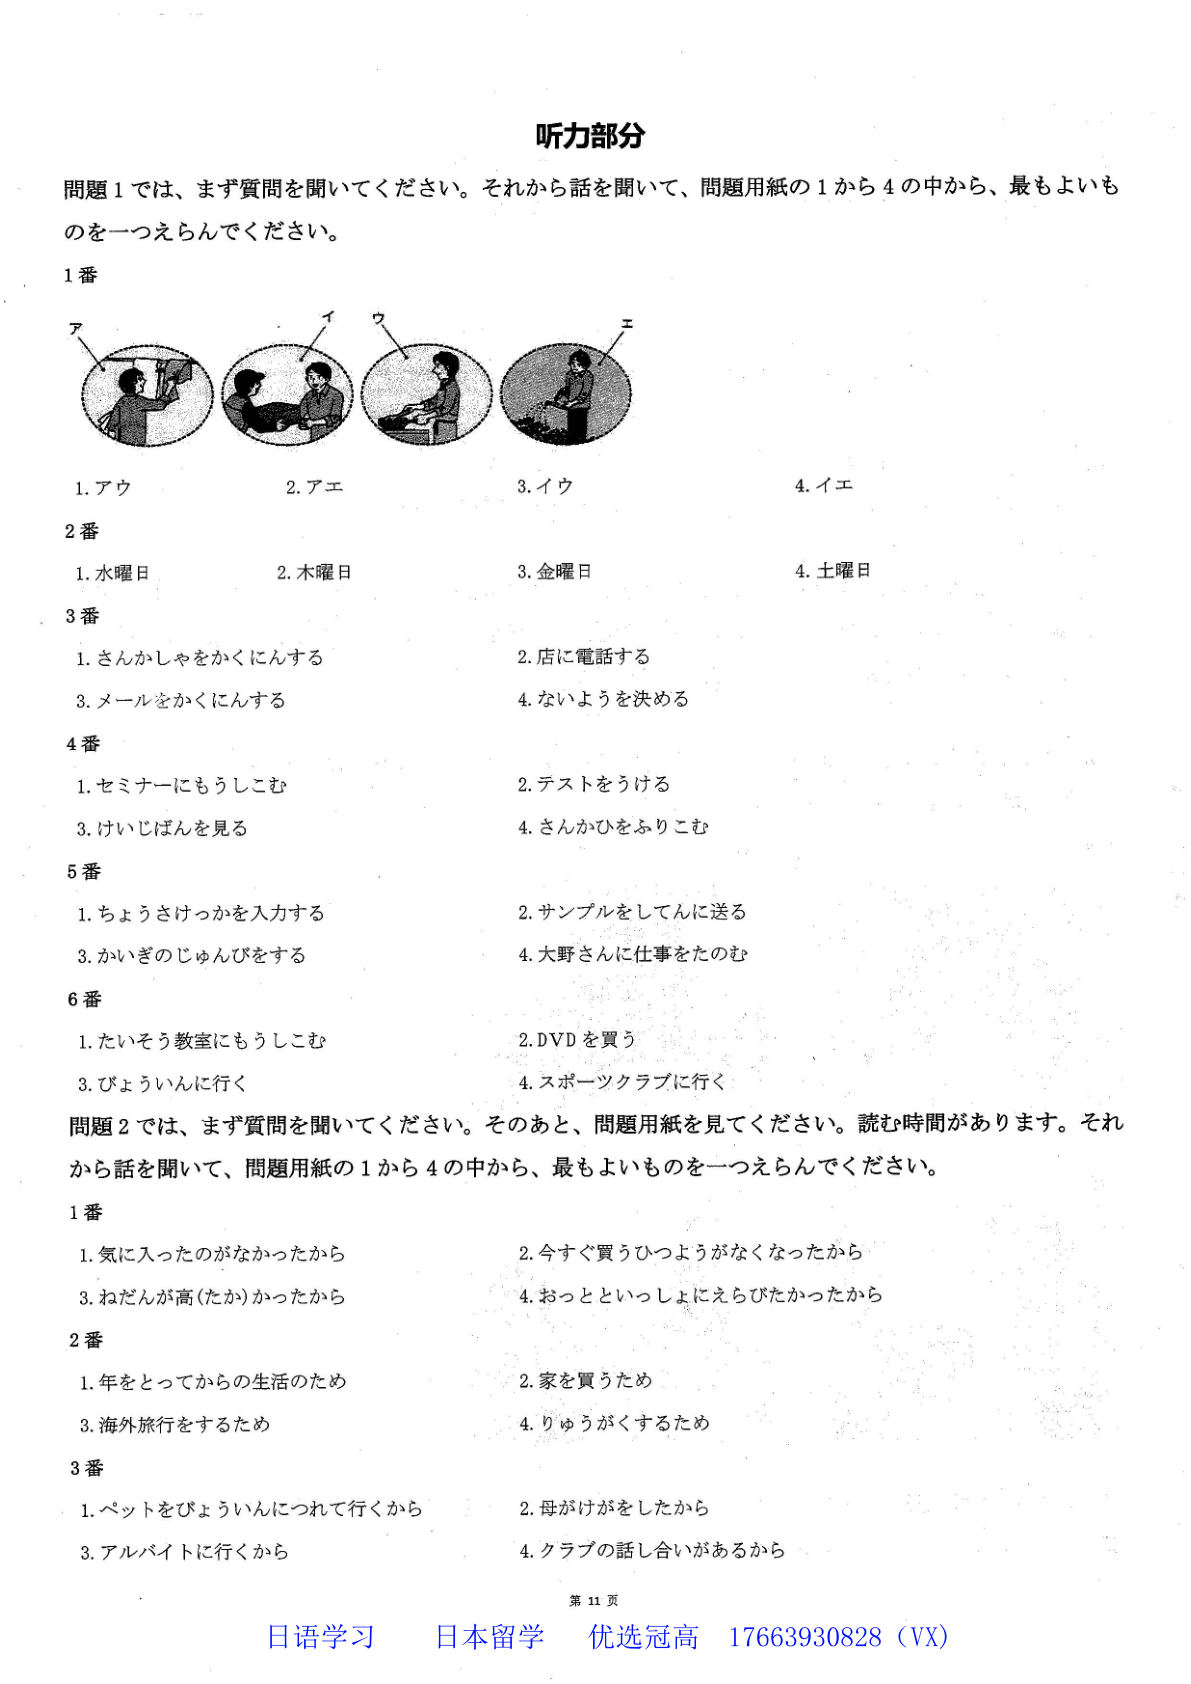 听力部分
問題1では、まず質問を聞いてください。それから話を聞いて、問題用紙の1から4の中から、最もよいも
のを一つえらんでください。
1番
ア イ ウ エ
1.アウ 2.アエ 3.イウ 4.イエ
2番
1.水曜日 2.木曜日 3.金曜日 4.土曜日
3番
1.さんかしゃをかくにんする 2.店に電話する
3.メールをかくにんする 4.ないようを決める
4番
1.セミナーにもうしこむ 2.テストをうける
3.けいじばんを見る 4.さんかひをふりこむ
5番
1.ちょうさけっかを入力する 2.サンプルをしてんに送る
3.かいぎのじゅんびをする 4.大野さんに仕事をたのむ
6番
1.たいそう教室にもうしこむ 2.DVDを買う
3.びょういんに行く 4.スポーツクラブに行く
問題2では、まず質問を聞いてください。そのあと、問題用紙を見てください。読む時間があります。それ
から話を聞いて、問題用紙の1から4の中から、最もよいものを一つえらんでください。
1番
1.気に入ったのがなかったから 2.今すぐ買うひつようがなくなったから
3.ねだんが高(たか)かったから 4.おっとといっしょにえらびたかったから
2番
1.年をとってからの生活のため 2.家を買うため
3.海外旅行をするため 4.りゅうがくするため
3番
1.ペットをびょういんにつれて行くから 2.母がけがをしたから
3.アルバイトに行くから 4.クラブの話し合いがあるから
第 11 页
日语学习 日本留学 优选冠高 17663930828（VX)